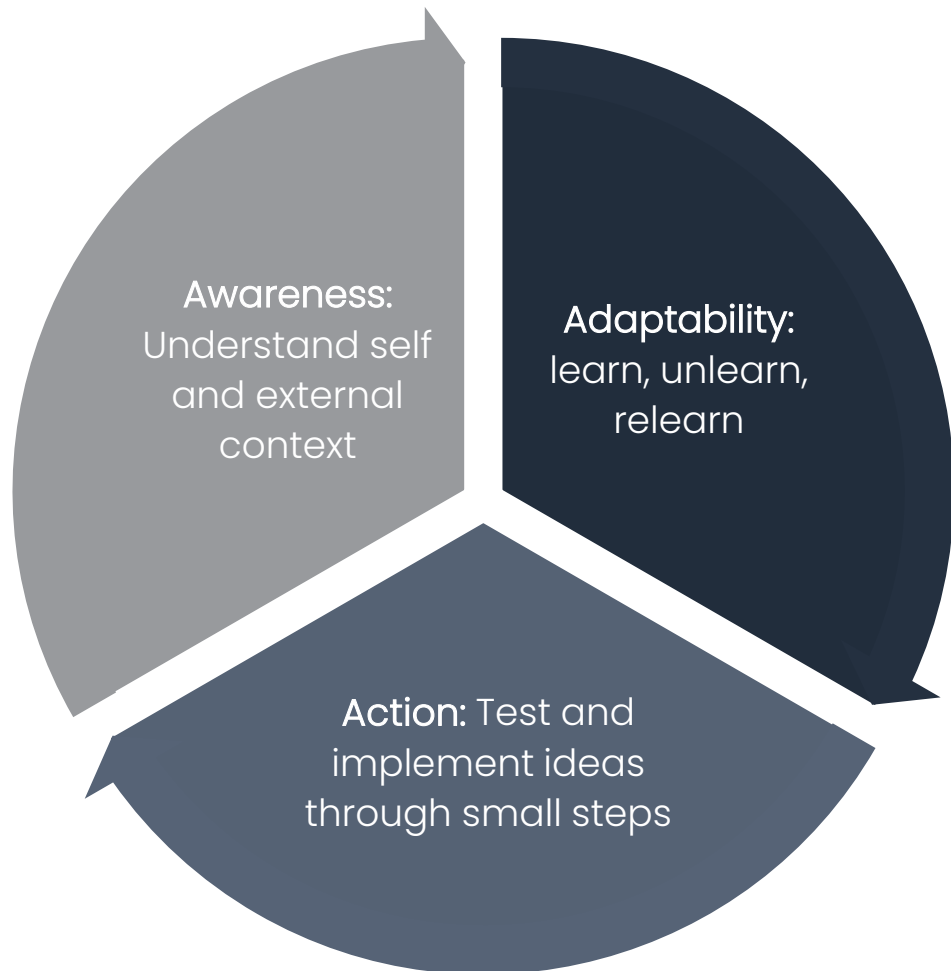 Awareness:
Understand self
and external
context
Adaptability:
learn, unlearn,
relearn
Action: Test and
implement ideas
through small steps